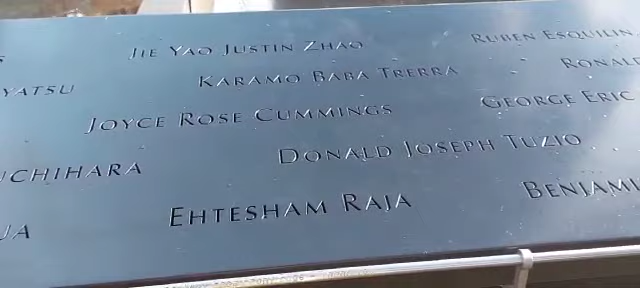 JIE YAO JUSTIN ZHAO RUBEN ESQUILIN
YATSU KARAMO BABA TRERRA RONALD
JOYCE ROSE CUMMINGS GEORGE ERIC
UCHIHARA DONALD JOSEPH TUZIO
UA EHTESHAM RAJA BENJAMI